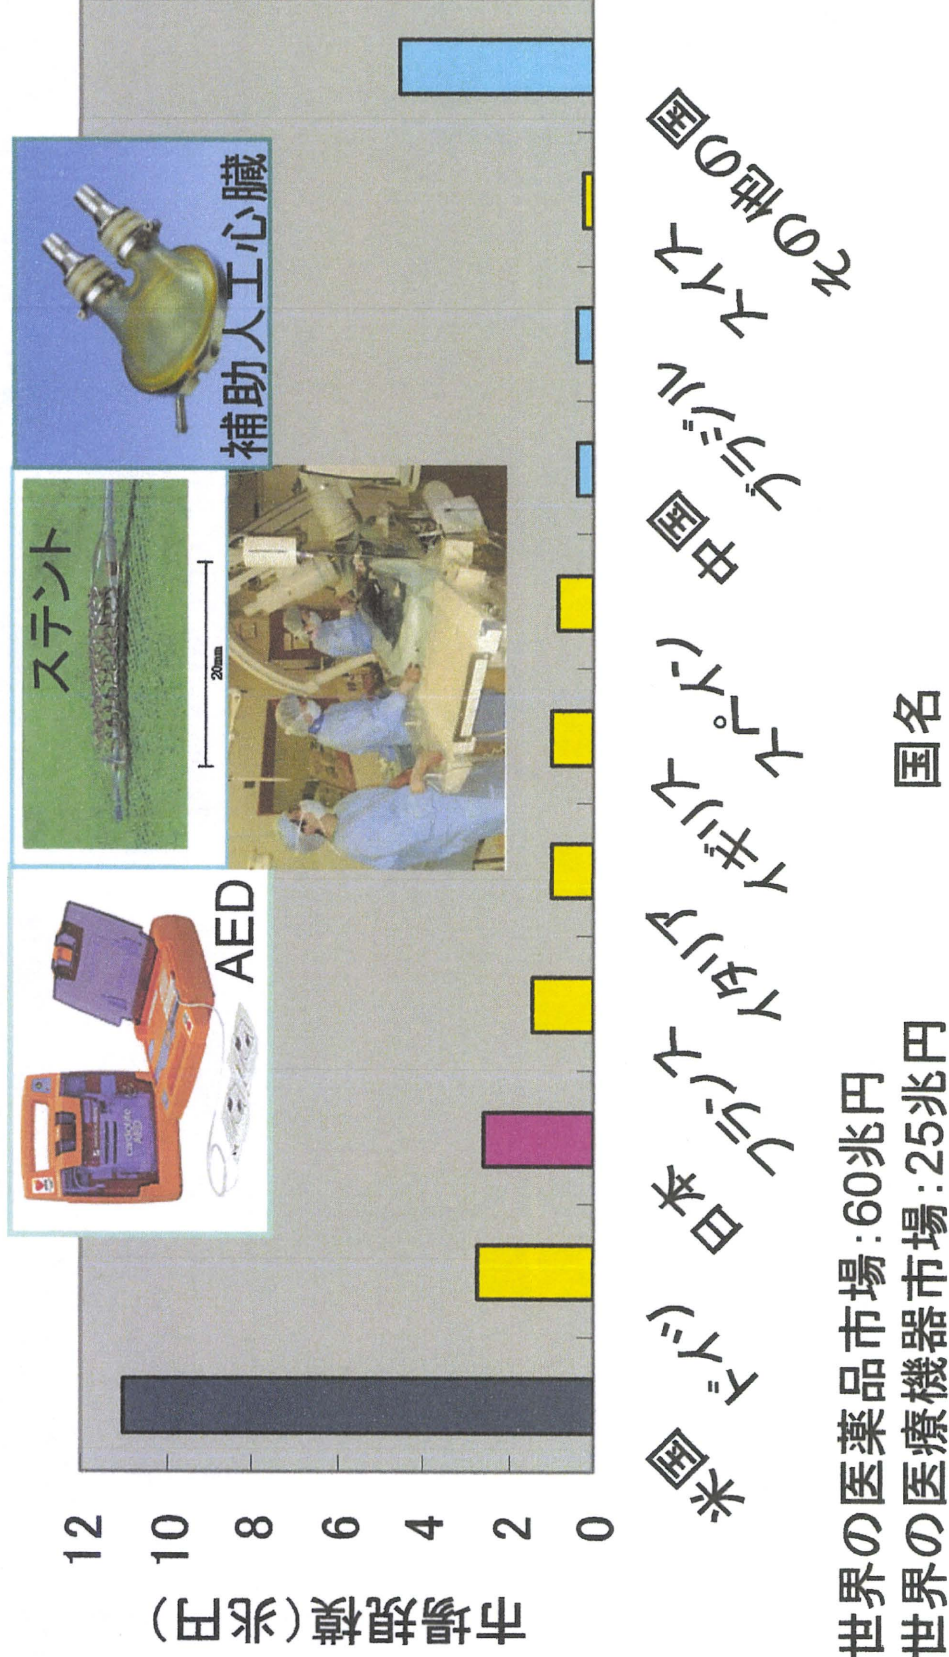 市場規模(兆円)
12
10
8
6
4
2
0
AED
ステント
20mm
補助人工心臓
米国
ドイツ
日本
フランス
イタリア
イギリス
スペイン
中国
ブラジル
スイス
その他の国
国名
世界の医薬品市場:60兆円
世界の医療機器市場:25兆円